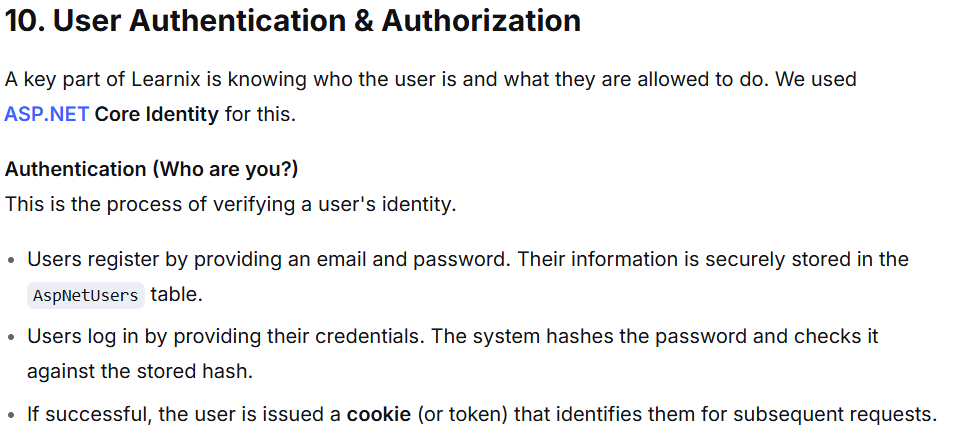 10. User Authentication & Authorization
A key part of Learnix is knowing who the user is and what they are allowed to do. We used
ASP.NET Core Identity for this.
Authentication (Who are you?)
This is the process of verifying a user's identity.
• Users register by providing an email and password. Their information is securely stored in the
AspNetUsers table.
• Users log in by providing their credentials. The system hashes the password and checks it
against the stored hash.
• If successful, the user is issued a cookie (or token) that identifies them for subsequent requests.